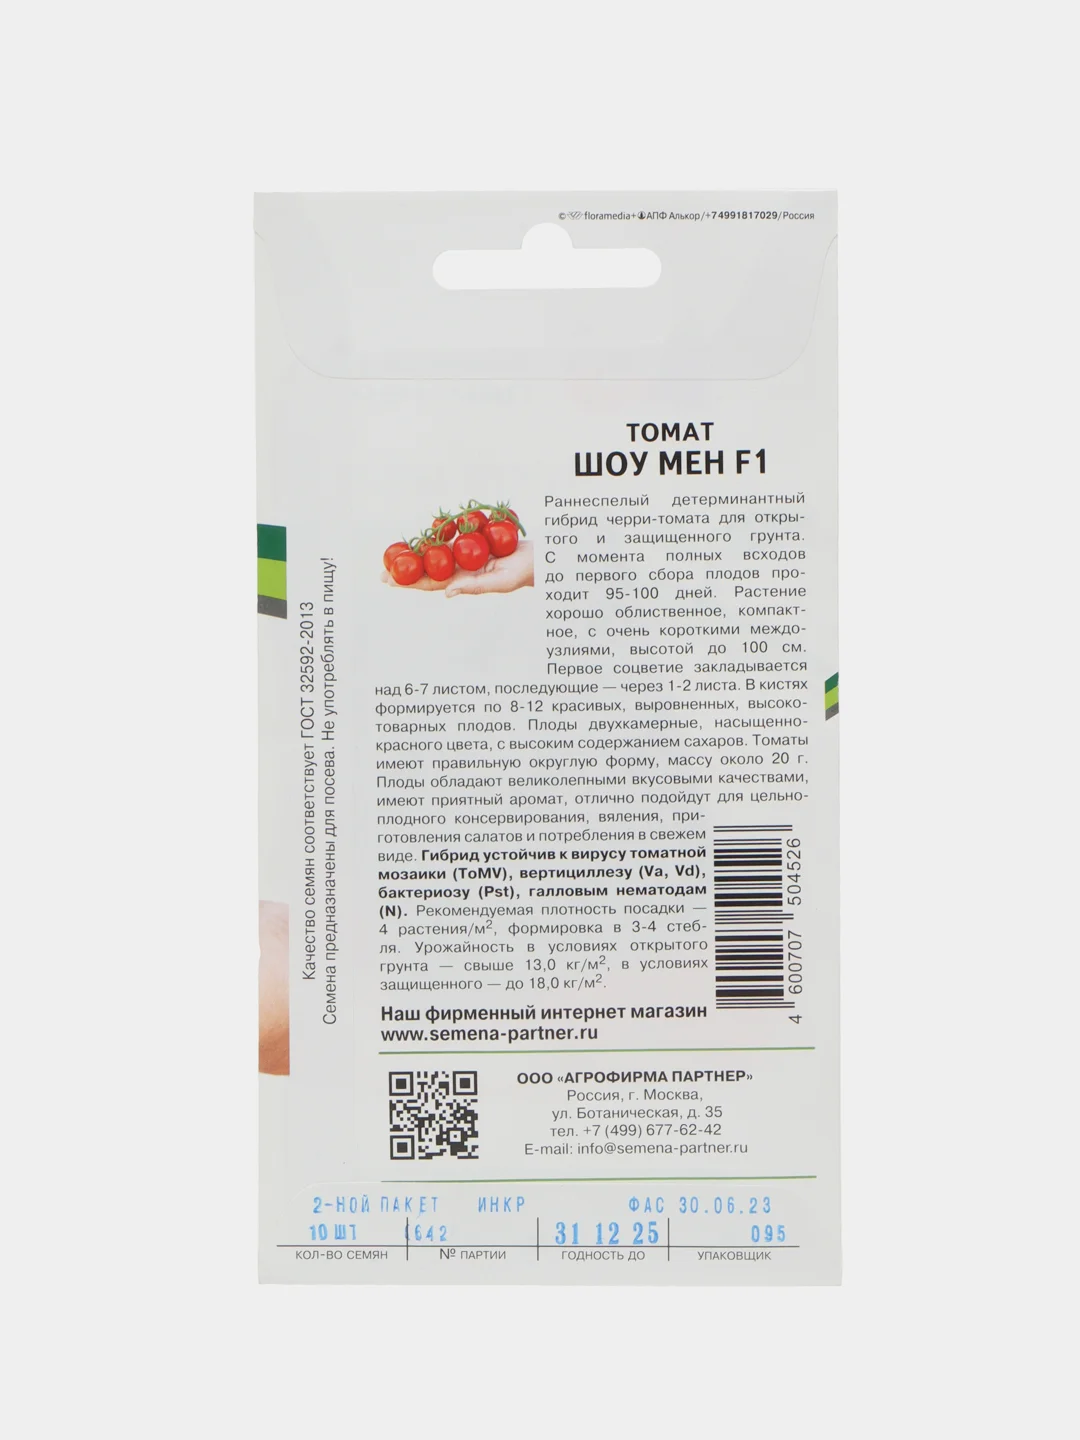 © floramedia+ АПФ Алькор/+74991817029/Россия
ТОМАТ
ШОУ МЕН F1
Раннеспелый детерминантный
гибрид черри-томата для откры-
того и защищенного грунта.
С момента полных всходов
до первого сбора плодов про-
ходит 95-100 дней. Растение
хорошо облиственное, компакт-
ное, с очень короткими междо-
узлиями, высотой до 100 см.
Первое соцветие закладывается
над 6-7 листом, последующие — через 1-2 листа. В кистях
формируется по 8-12 красивых, выровненных, высоко-
товарных плодов. Плоды двухкамерные, насыщенно-
красного цвета, с высоким содержанием сахаров. Томаты
имеют правильную округлую форму, массу около 20 г.
Плоды обладают великолепными вкусовыми качествами,
имеют приятный аромат, отлично подойдут для цельно-
плодного консервирования, вяления, при-
готовления салатов и потребления в свежем
виде. Гибрид устойчив к вирусу томатной
мозаики (ToMV), вертициллезу (Va, Vd),
бактериозу (Pst), галловым нематодам
(N). Рекомендуемая плотность посадки —
4 растения/м², формировка в 3-4 стеб-
ля. Урожайность в условиях открытого
грунта — свыше 13,0 кг/м², в условиях
защищенного — до 18,0 кг/м².
4 600707 504526
Наш фирменный интернет магазин
www.semena-partner.ru
Качество семян соответствует ГОСТ 32592-2013
Семена предназначены для посева. Не употреблять в пищу!
ООО «АГРОФИРМА ПАРТНЕР»
Россия, г. Москва,
ул. Ботаническая, д. 35
тел. +7 (499) 677-62-42
E-mail: info@semena-partner.ru
2-НОЙ ПАКЕТ ИНКР ФАС 30.06.23
10 ШТ 642 31 12 25 095
КОЛ-ВО СЕМЯН № ПАРТИИ ГОДНОСТЬ ДО УПАКОВЩИК